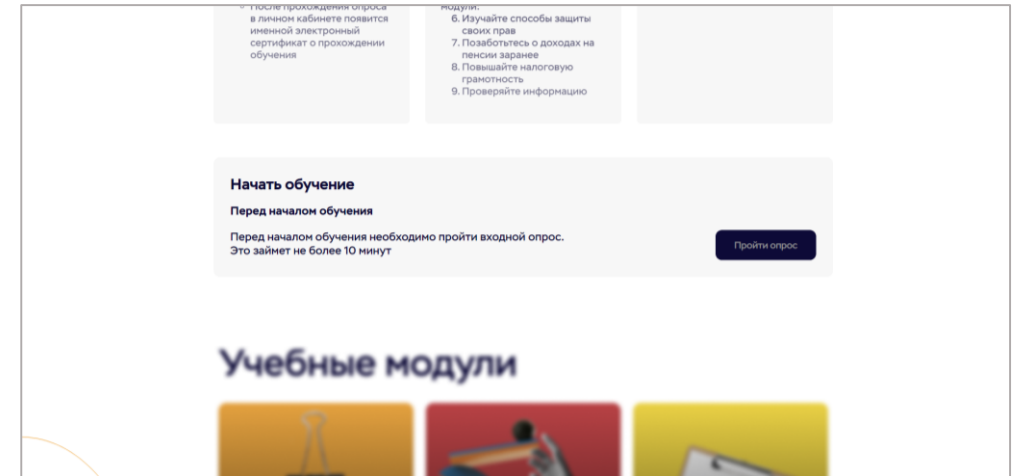 После прохождения опроса
в личном кабинете появится
именной электронный
сертификат о прохождении
обучения
модули:
6. Изучайте способы защиты
своих прав
7. Позаботьтесь о доходах на
пенсии заранее
8. Повышайте налоговую
грамотность
9. Проверяйте информацию
Начать обучение
Перед началом обучения
Перед началом обучения необходимо пройти входной опрос.
Это займет не более 10 минут
Пройти опрос
Учебные модули